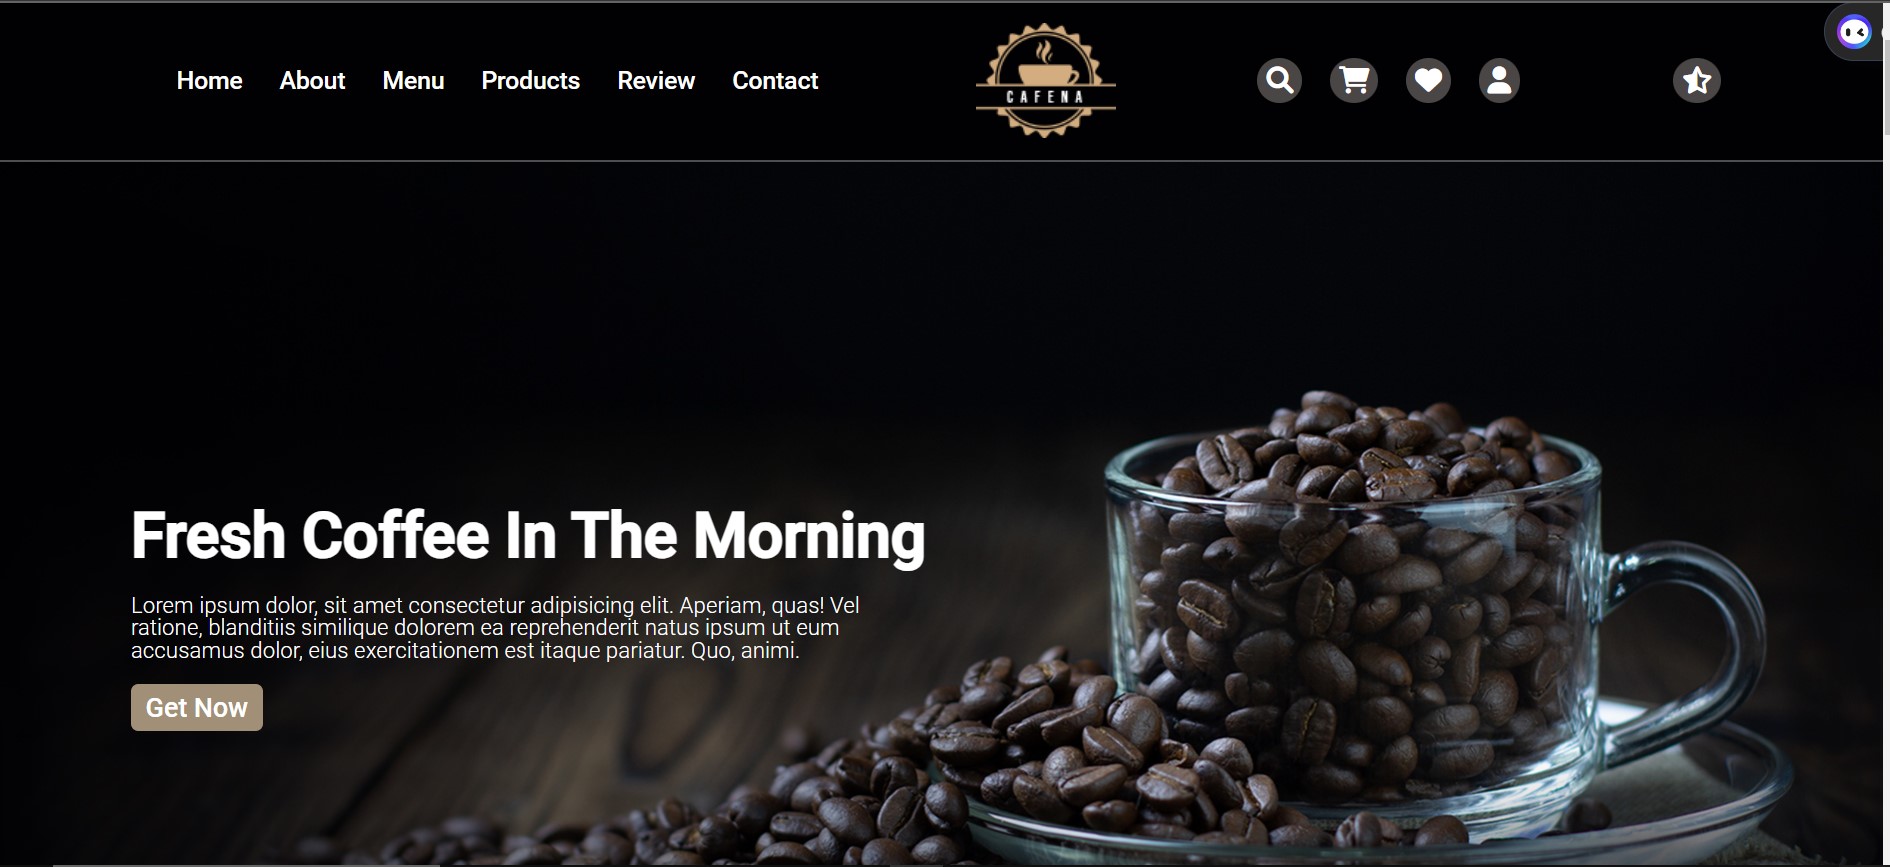 Home About Menu Products Review Contact
CAFENA
Fresh Coffee In The Morning
Lorem ipsum dolor, sit amet consectetur adipisicing elit. Aperiam, quas! Vel
ratione, blanditiis similique dolorem ea reprehenderit natus ipsum ut eum
accusamus dolor, eius exercitationem est itaque pariatur. Quo, animi.
Get Now